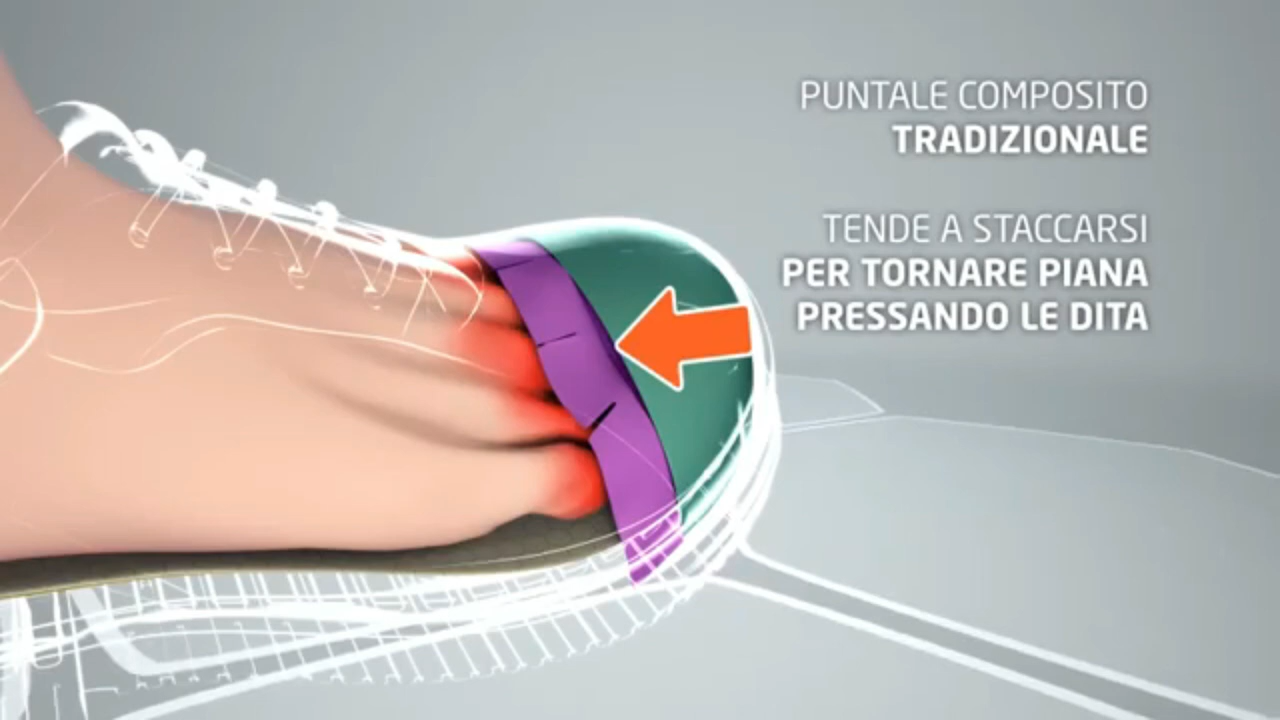 PUNTALE COMPOSITO
TRADIZIONALE
TENDE A STACCARSI
PER TORNARE PIANA
PRESSANDO LE DITA